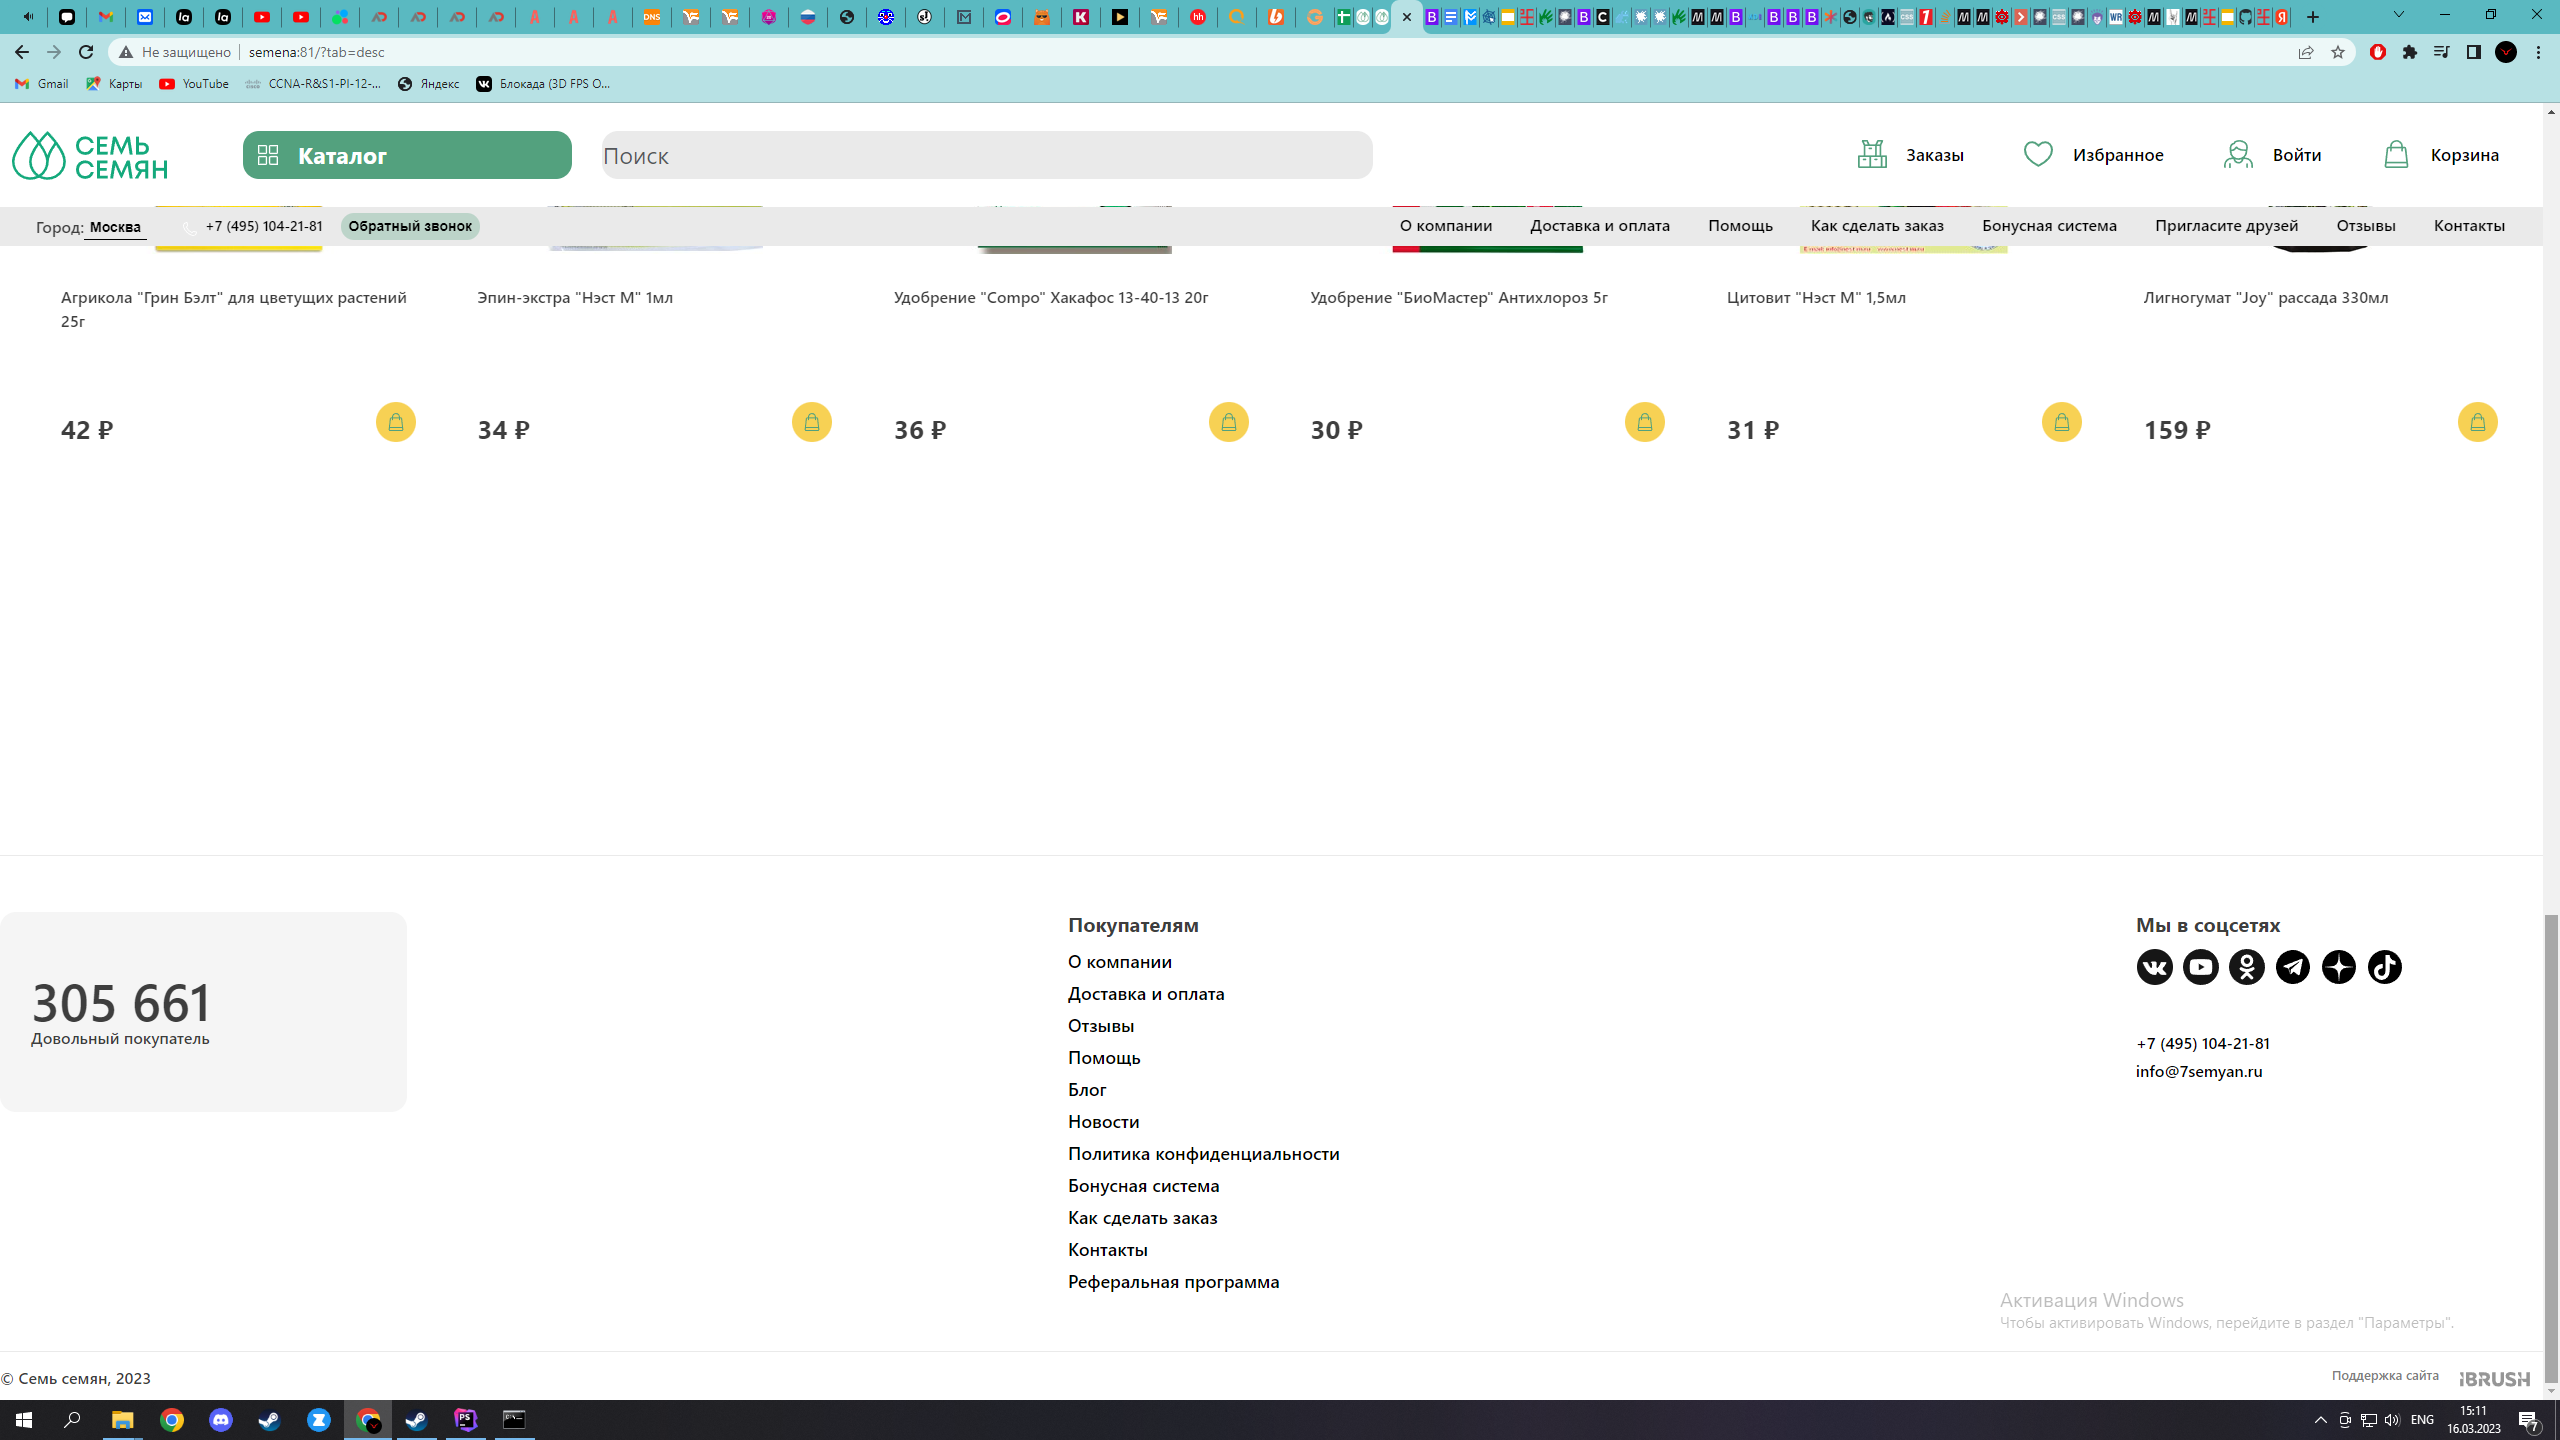 Не защищено semena:81/?tab=desc
Gmail Карты YouTube CCNA-R&S1-PI-12-... Яндекс Блокада (3D FPS O...
СЕМЬ
СЕМЯН
Каталог
Поиск
Заказы Избранное Войти Корзина
Город: Москва +7 (495) 104-21-81 Обратный звонок
О компании Доставка и оплата Помощь Как сделать заказ Бонусная система Пригласите друзей Отзывы Контакты
Агрикола "Грин Бэлт" для цветущих растений
25г
Эпин-экстра "Нэст М" 1мл
Удобрение "Compo" Хакафос 13-40-13 20г
Удобрение "БиоМастер" Антихлороз 5г
Цитовит "Нэст М" 1,5мл
Лигногумат "Joy" рассада 330мл
42 ₽ 34 ₽ 36 ₽ 30 ₽ 31 ₽ 159 ₽
305 661
Довольный покупатель
Покупателям
О компании
Доставка и оплата
Отзывы
Помощь
Блог
Новости
Политика конфиденциальности
Бонусная система
Как сделать заказ
Контакты
Реферальная программа
Мы в соцсетях
+7 (495) 104-21-81
info@7semyan.ru
Активация Windows
Чтобы активировать Windows, перейдите в раздел "Параметры".
© Семь семян, 2023
Поддержка сайта iBRUSH
ENG
15:11
16.03.2023
7